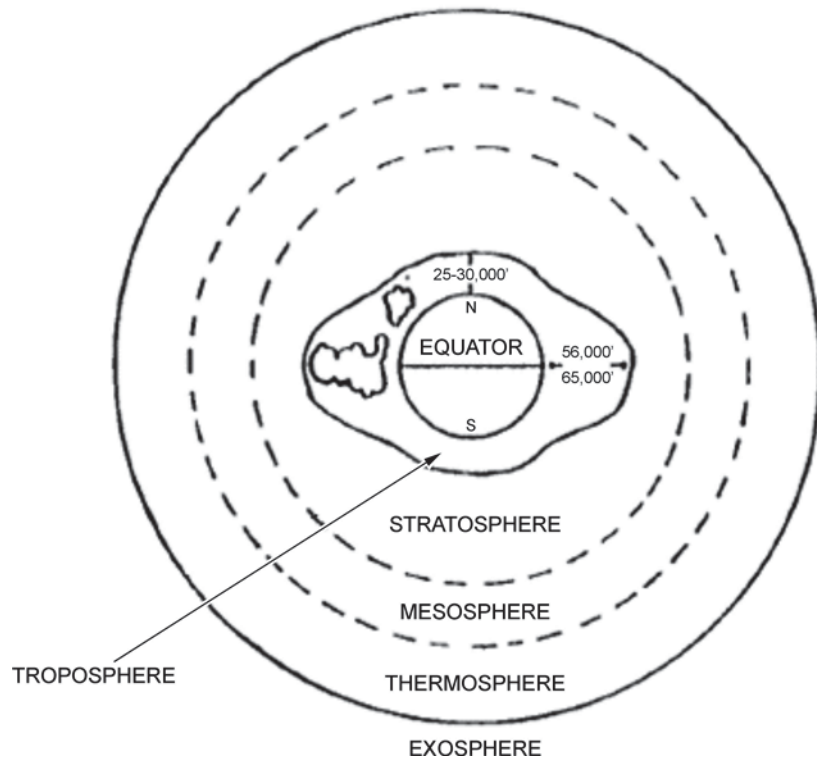 25-30,000'
N
EQUATOR
56,000'
65,000'
S
STRATOSPHERE
MESOSPHERE
TROPOSPHERE
THERMOSPHERE
EXOSPHERE